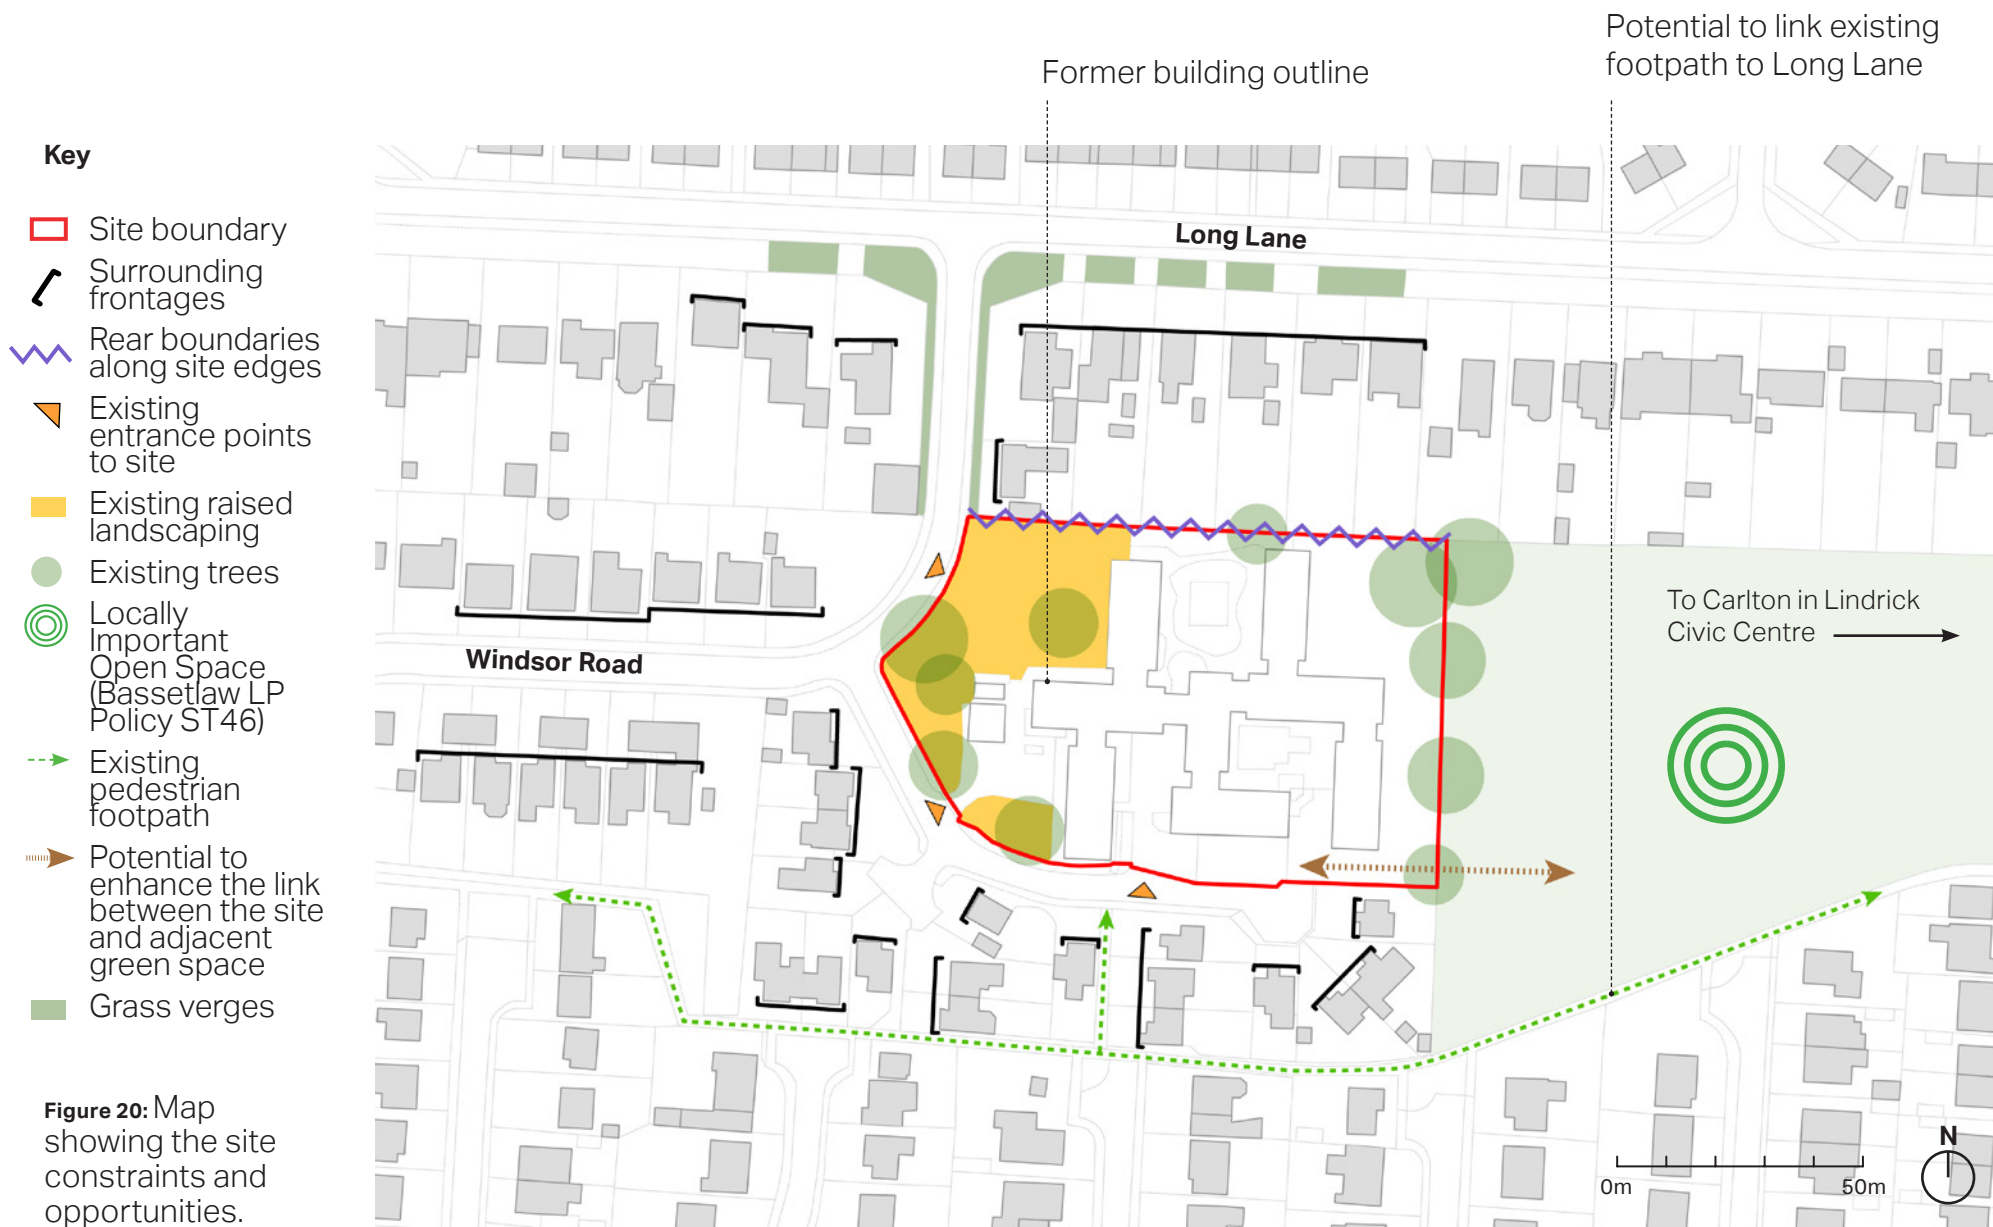 Potential to link existing
footpath to Long Lane
Former building outline
Key
Site boundary
Surrounding
frontages
Rear boundaries
along site edges
Existing
entrance points
to site
Existing raised
landscaping
Existing trees
Locally
Important
Open Space
(Bassetlaw LP
Policy ST46)
Existing
pedestrian
footpath
Potential to
enhance the link
between the site
and adjacent
green space
Grass verges
Figure 20: Map
showing the site
constraints and
opportunities.
Long Lane
Windsor Road
To Carlton in Lindrick
Civic Centre
N
0m 50m